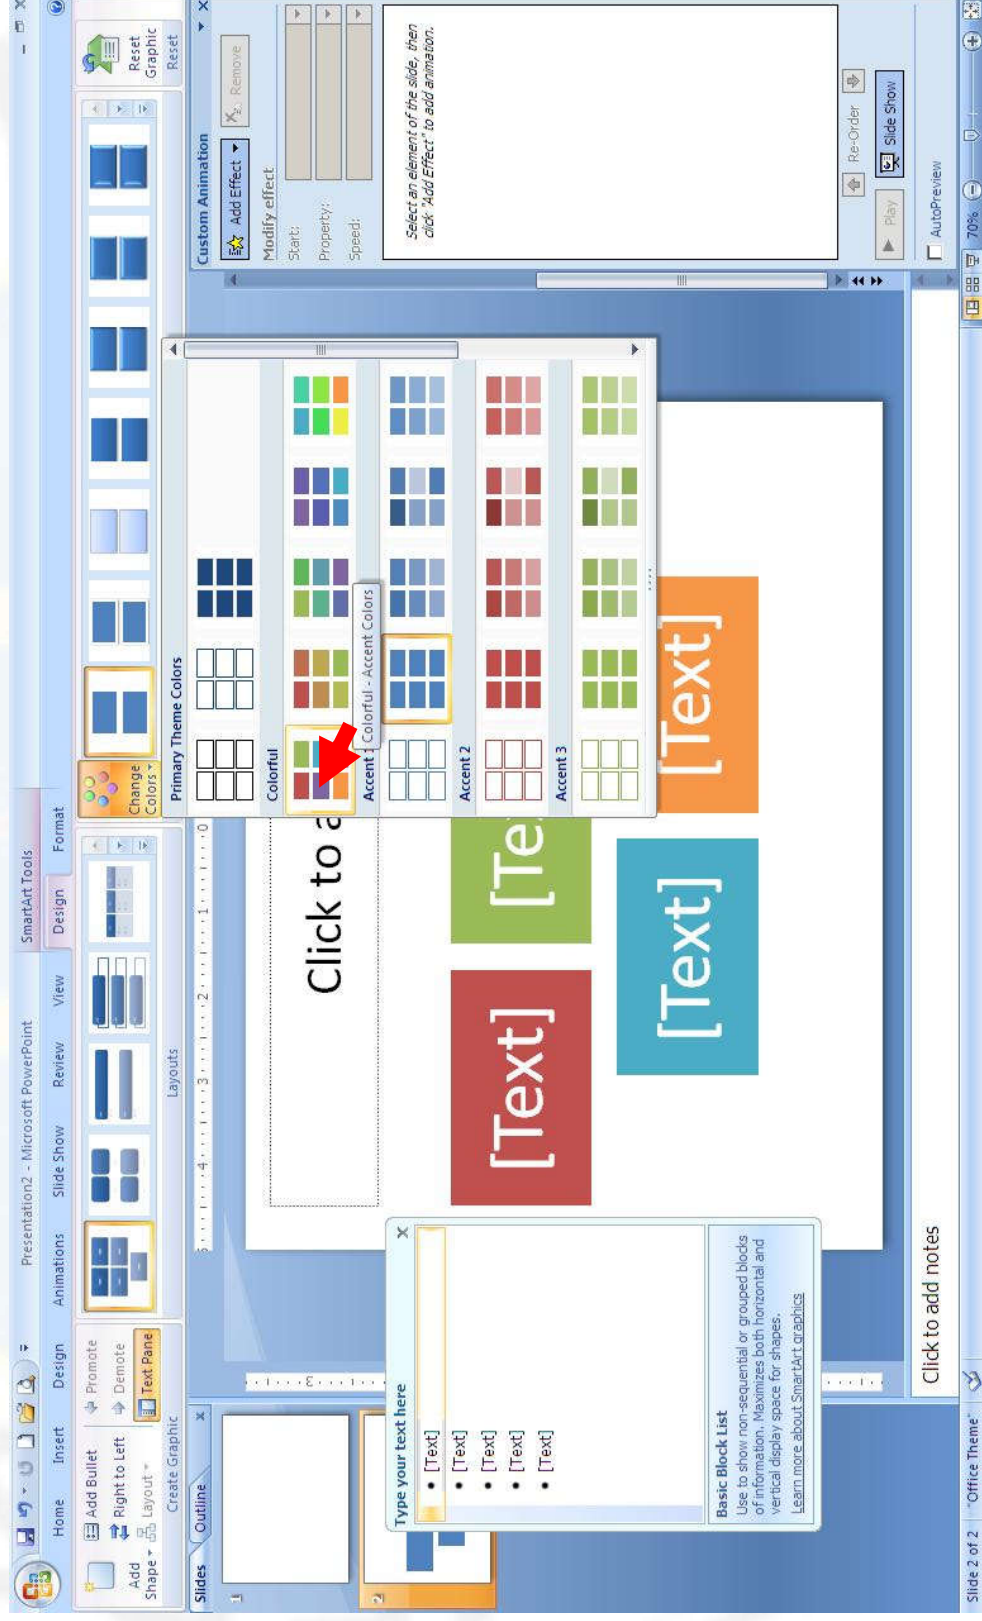 Presentation2 - Microsoft PowerPoint
SmartArt Tools
Home
Insert
Design
Animations
Slide Show
Review
View
Design
Format
Add
Shape
Add Bullet
Right to Left
Layout
Promote
Demote
Text Pane
Create Graphic
Layouts
Change
Colors
Reset
Graphic
Reset
Slides
Outline
1
2
Type your text here
• [Text]
• [Text]
• [Text]
• [Text]
• [Text]
Basic Block List
Use to show non-sequential or grouped blocks
of information. Maximizes both horizontal and
vertical display space for shapes.
Learn more about SmartArt graphics
Click to a
[Text]
[Te
[Text]
[Text]
Primary Theme Colors
Colorful
Accent 1
Colorful - Accent Colors
Accent 2
Accent 3
Custom Animation
Add Effect
Remove
Modify effect
Start:
Property:
Speed:
Select an element of the slide, then
click "Add Effect" to add animation.
Re-Order
Play
Slide Show
AutoPreview
Click to add notes
Slide 2 of 2
"Office Theme"
70%